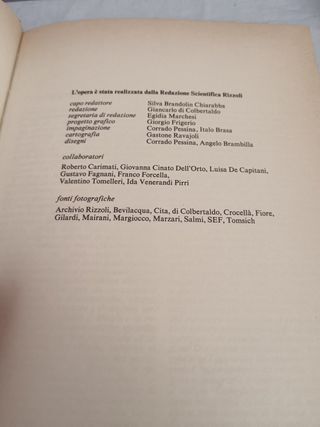 L'opera è stata realizzata dalla Redazione Scientifica Rizzoli
capo redattore Silva Brandolin Chiarabba
redazione Giancarlo di Colbertaldo
segretaria di redazione Egidia Marchesi
progetto grafico Giorgio Frigerio
impaginazione Corrado Pessina, Italo Brasa
cartografia Gastone Ravajoli
disegni Corrado Pessina, Angelo Brambilla
collaboratori
Roberto Carimati, Giovanna Cinato Dell'Orto, Luisa De Capitani,
Gustavo Fagnani, Franco Forcella,
Valentino Tomelleri, Ida Venerandi Pirri
fonti fotografiche
Archivio Rizzoli, Bevilacqua, Cita, di Colbertaldo, Crocellà, Fiore,
Gilardi, Mairani, Margiocco, Marzari, Salmi, SEF, Tomsich